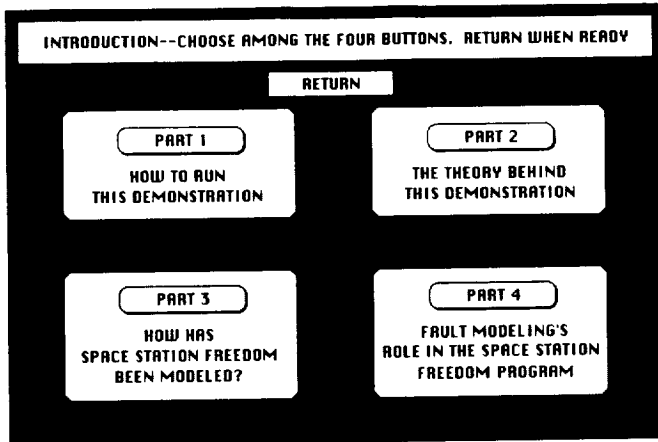 INTRODUCTION--CHOOSE AMONG THE FOUR BUTTONS. RETURN WHEN READY
RETURN
PART 1
HOW TO RUN
THIS DEMONSTRATION
PART 2
THE THEORY BEHIND
THIS DEMONSTRATION
PART 3
HOW HAS
SPACE STATION FREEDOM
BEEN MODELED?
PART 4
FAULT MODELING'S
ROLE IN THE SPACE STATION
FREEDOM PROGRAM